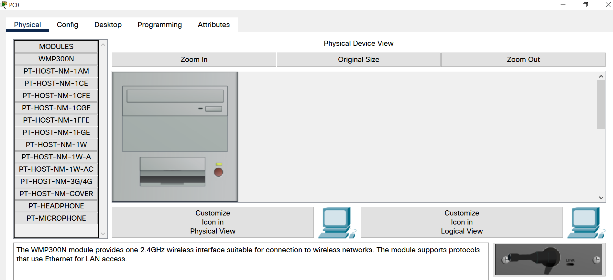 PC0
Physical
Config
Desktop
Programming
Attributes
MODULES
WMP300N
PT-HOST-NM-1AM
PT-HOST-NM-1CE
PT-HOST-NM-1CFE
PT-HOST-NM-1CGE
PT-HOST-NM-1FFE
PT-HOST-NM-1FGE
PT-HOST-NM-1W
PT-HOST-NM-1W-A
PT-HOST-NM-1W-AC
PT-HOST-NM-3G/4G
PT-HOST-NM-COVER
PT-HEADPHONE
PT-MICROPHONE
Physical Device View
Zoom In
Original Size
Zoom Out
Customize
Icon in
Physical View
Customize
Icon in
Logical View
The WMP300N module provides one 2.4GHz wireless interface suitable for connection to wireless networks. The module supports protocols
that use Ethernet for LAN access.